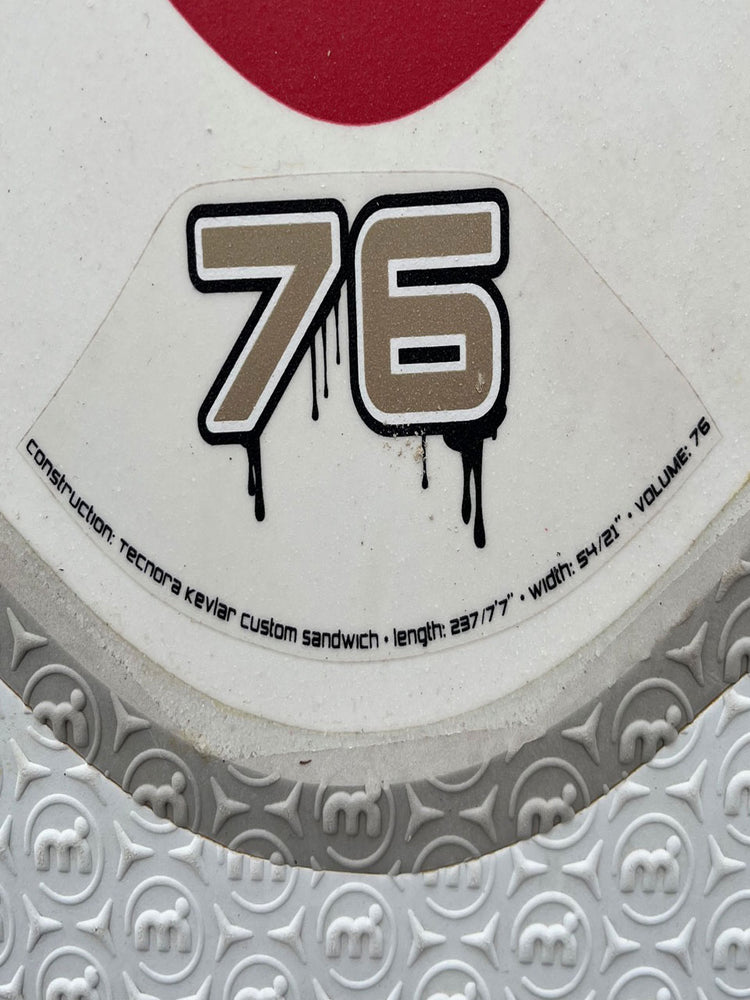 76
construction: Tecnora Kevlar custom sandwich • length: 237/7'7" • width: 54/21" • VOLUME: 76